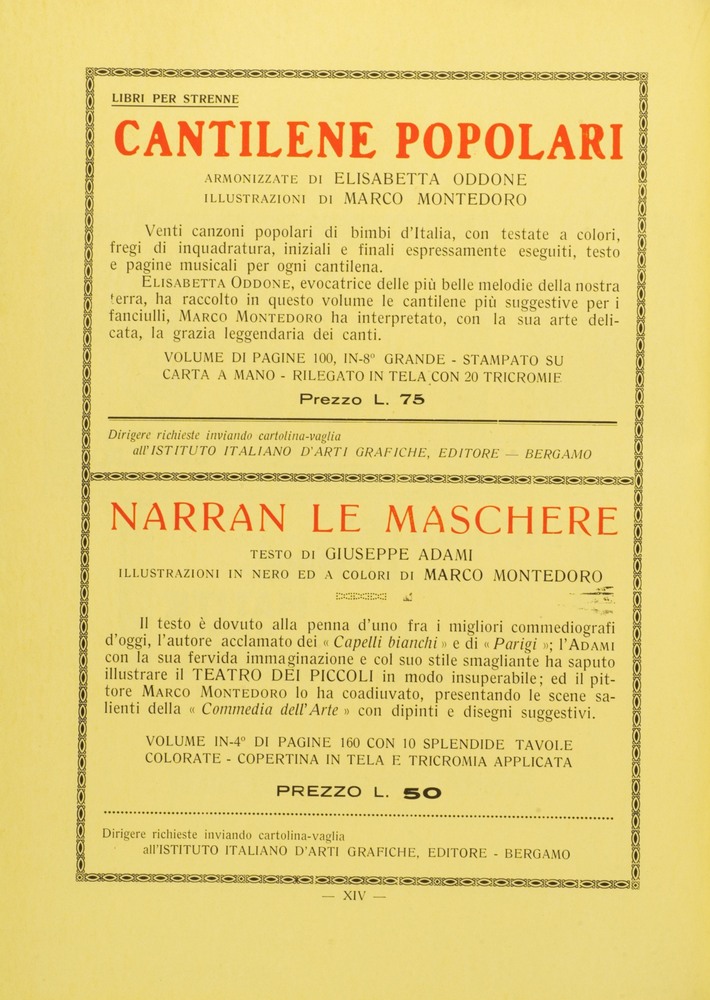 LIBRI PER STRENNE
CANTILENE POPOLARI
ARMONIZZATE DI ELISABETTA ODDONE
ILLUSTRAZIONI DI MARCO MONTEDORO
Venti canzoni popolari di bimbi d'Italia, con testate a colori,
fregi di inquadratura, iniziali e finali espressamente eseguiti, testo
e pagine musicali per ogni cantilena.
ELISABETTA ODDONE, evocatrice delle più belle melodie della nostra
terra, ha raccolto in questo volume le cantilene più suggestive per i
fanciulli, MARCO MONTEDORO ha interpretato, con la sua arte deli-
cata, la grazia leggendaria dei canti.
VOLUME DI PAGINE 100, IN-8º GRANDE - STAMPATO SU
CARTA A MANO - RILEGATO IN TELA CON 20 TRICROMIE
Prezzo L. 75
Dirigere richieste inviando cartolina-vaglia
all'ISTITUTO ITALIANO D'ARTI GRAFICHE, EDITORE — BERGAMO
NARRAN LE MASCHERE
TESTO DI GIUSEPPE ADAMI
ILLUSTRAZIONI IN NERO ED A COLORI DI MARCO MONTEDORO
Il testo è dovuto alla penna d'uno fra i migliori commediografi
d'oggi, l'autore acclamato dei « Capelli bianchi » e di « Parigi »; l'ADAMI
con la sua fervida immaginazione e col suo stile smagliante ha saputo
illustrare il TEATRO DEI PICCOLI in modo insuperabile; ed il pit-
tore MARCO MONTEDORO lo ha coadiuvato, presentando le scene sa-
lienti della « Commedia dell'Arte » con dipinti e disegni suggestivi.
VOLUME IN-4º DI PAGINE 160 CON 10 SPLENDIDE TAVOLE
COLORATE - COPERTINA IN TELA E TRICROMIA APPLICATA
PREZZO L. 50
Dirigere richieste inviando cartolina-vaglia
all'ISTITUTO ITALIANO D'ARTI GRAFICHE, EDITORE - BERGAMO
— XIV —